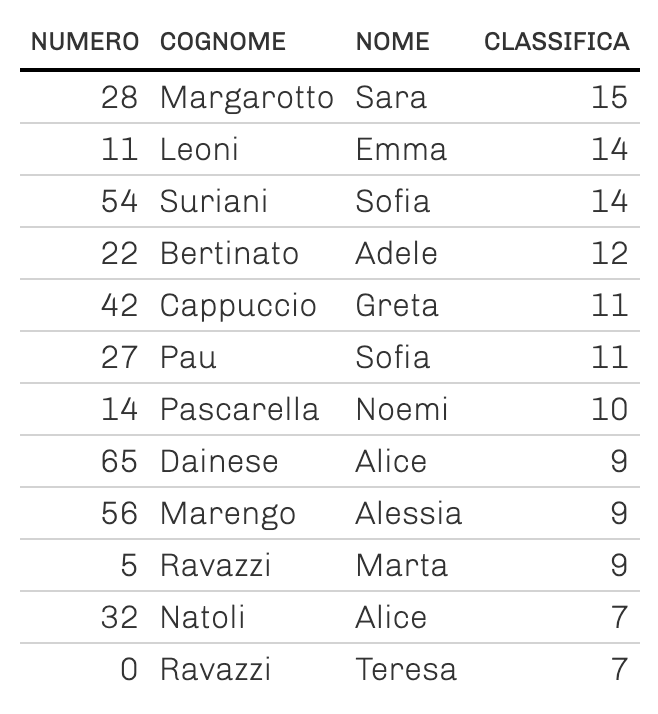 NUMERO COGNOME NOME CLASSIFICA
28 Margarotto Sara 15
11 Leoni Emma 14
54 Suriani Sofia 14
22 Bertinato Adele 12
42 Cappuccio Greta 11
27 Pau Sofia 11
14 Pascarella Noemi 10
65 Dainese Alice 9
56 Marengo Alessia 9
5 Ravazzi Marta 9
32 Natoli Alice 7
0 Ravazzi Teresa 7